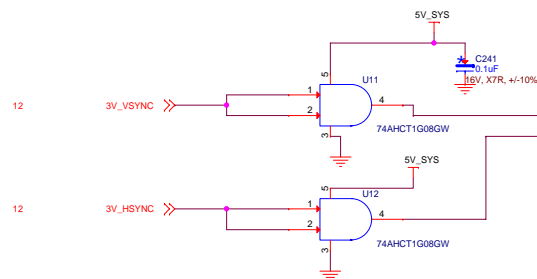 5V_SYS
C241
0.1uF
16V, X7R, +/-10%
U11
5
1
2
4
3
12 3V_VSYNC
74AHCT1G08GW
5V_SYS
U12
5
1
2
4
3
12 3V_HSYNC
74AHCT1G08GW